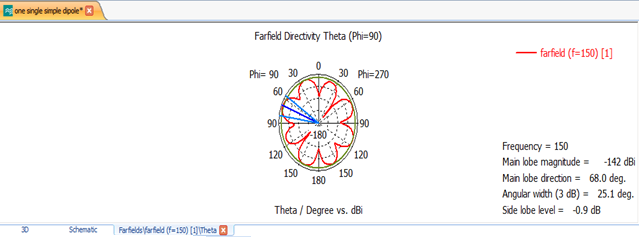 one single simple dipole*
Farfield Directivity Theta (Phi=90)
farfield (f=150) [1]
Phi= 90 30 0 30 Phi=270
60 60
90 -180 90
120 120
150 180 150
Theta / Degree vs. dBi
Frequency = 150
Main lobe magnitude = -142 dBi
Main lobe direction = 68.0 deg.
Angular width (3 dB) = 25.1 deg.
Side lobe level = -0.9 dB
3D Schematic Farfields\farfield (f=150) [1]\Theta